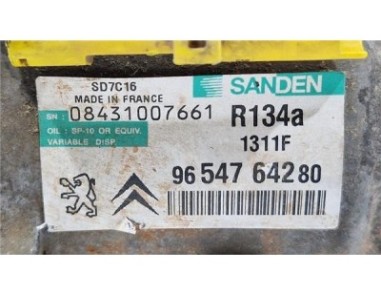 SD7C16
MADE IN FRANCE
SANDEN
SN: 08431007661
R134a
OIL: SP-10 OR EQUIV.
VARIABLE DISP.
1311F
96 547 642 80